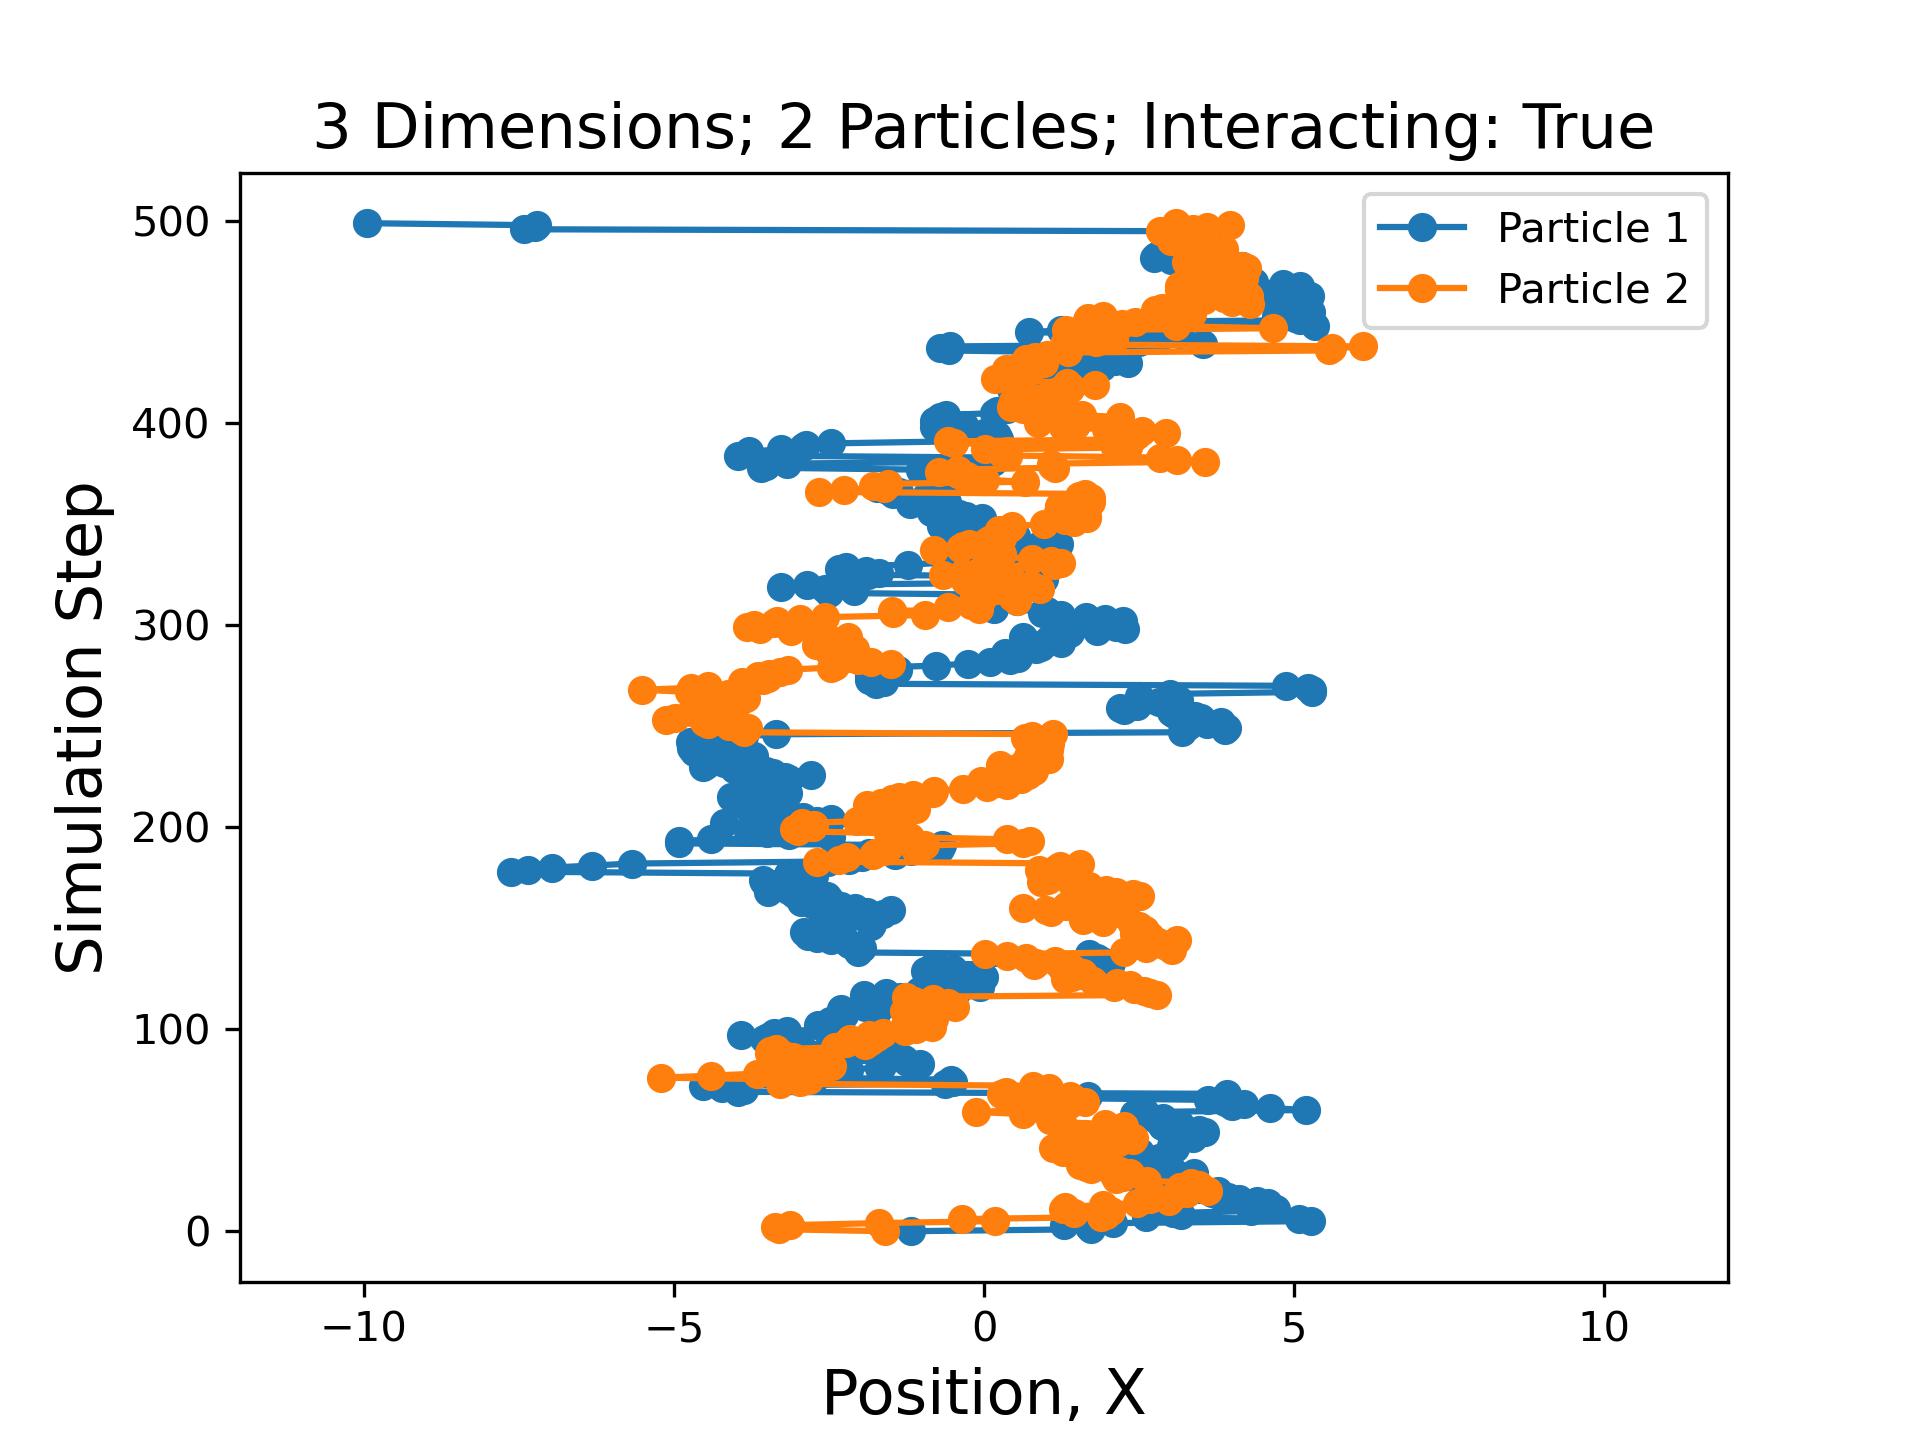 3 Dimensions; 2 Particles; Interacting: True
Particle 1
Particle 2
Simulation Step
500
400
300
200
100
0
−10
−5
0
5
10
Position, X